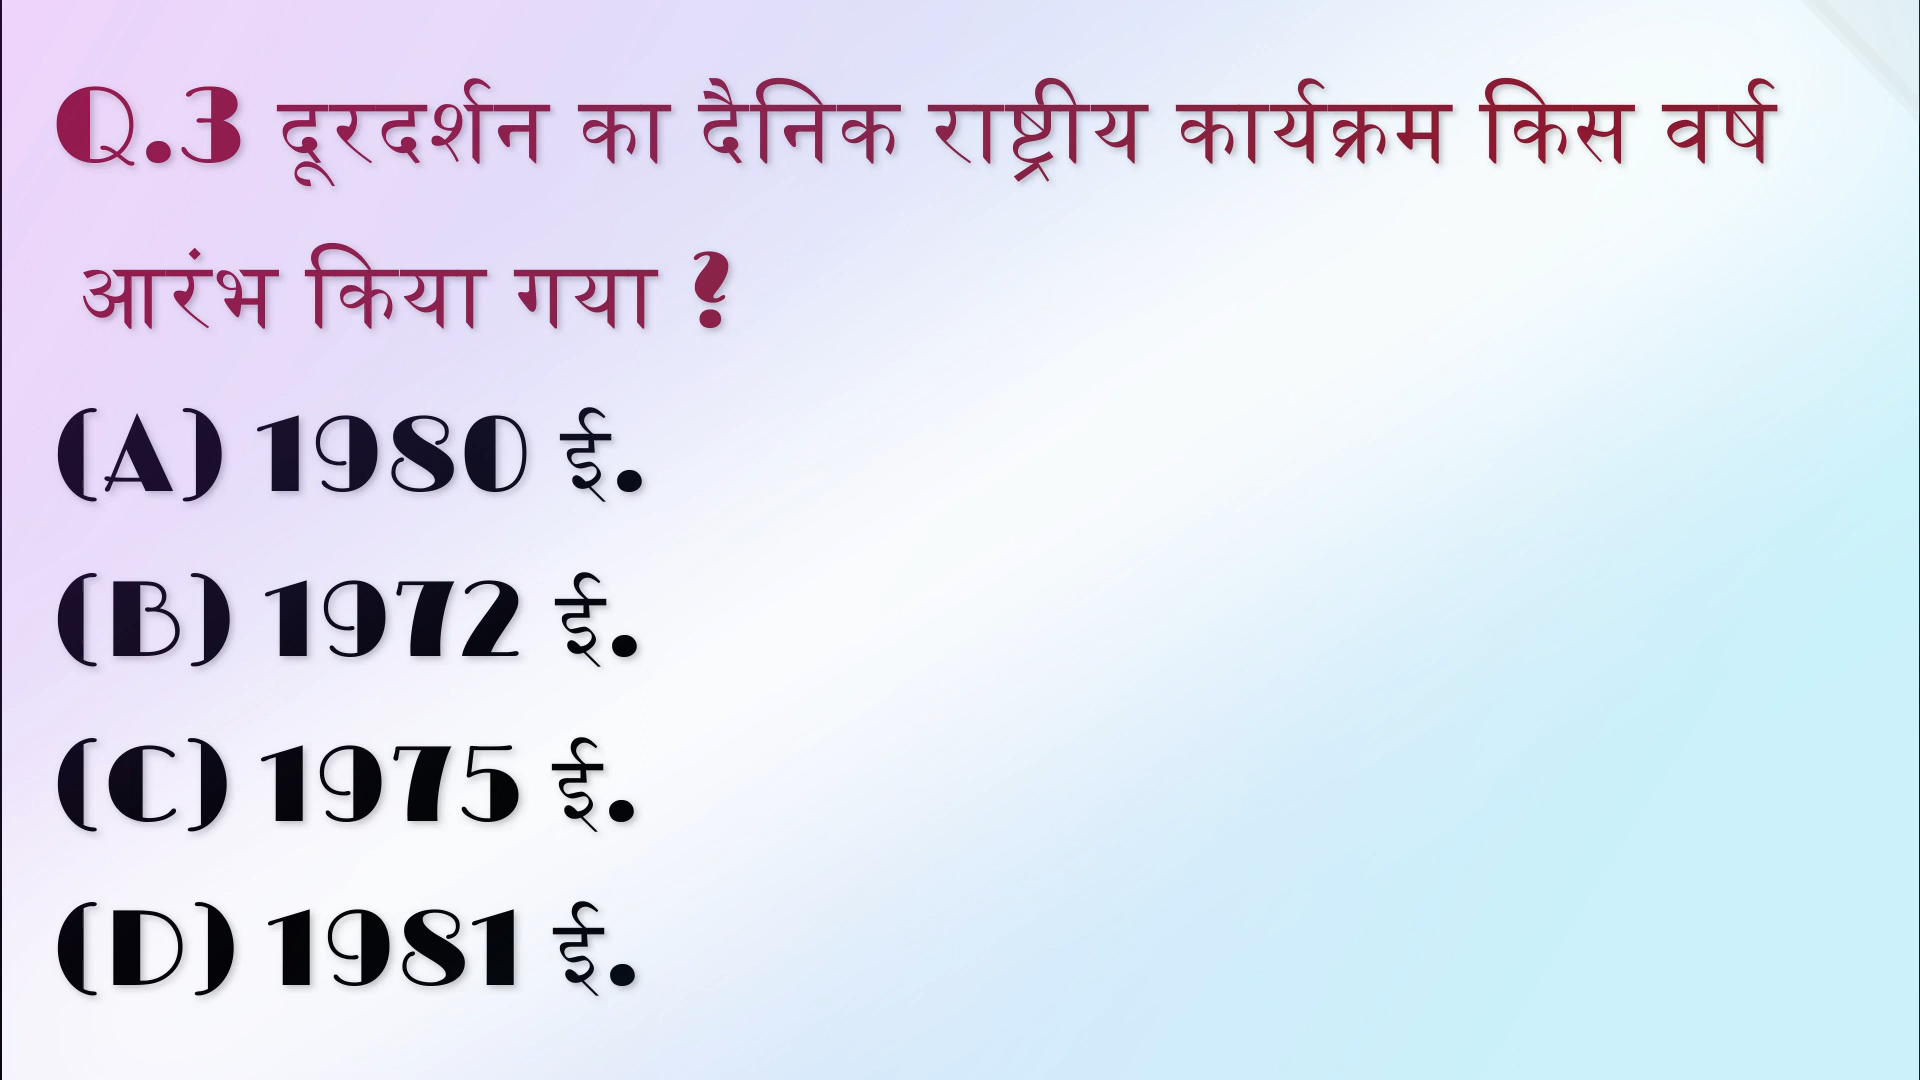 Q.3 दूरदर्शन का दैनिक राष्ट्रीय कार्यक्रम किस वर्ष
आरंभ किया गया ?
(A) 1980 ई.
(B) 1972 ई.
(C) 1975 ई.
(D) 1981 ई.